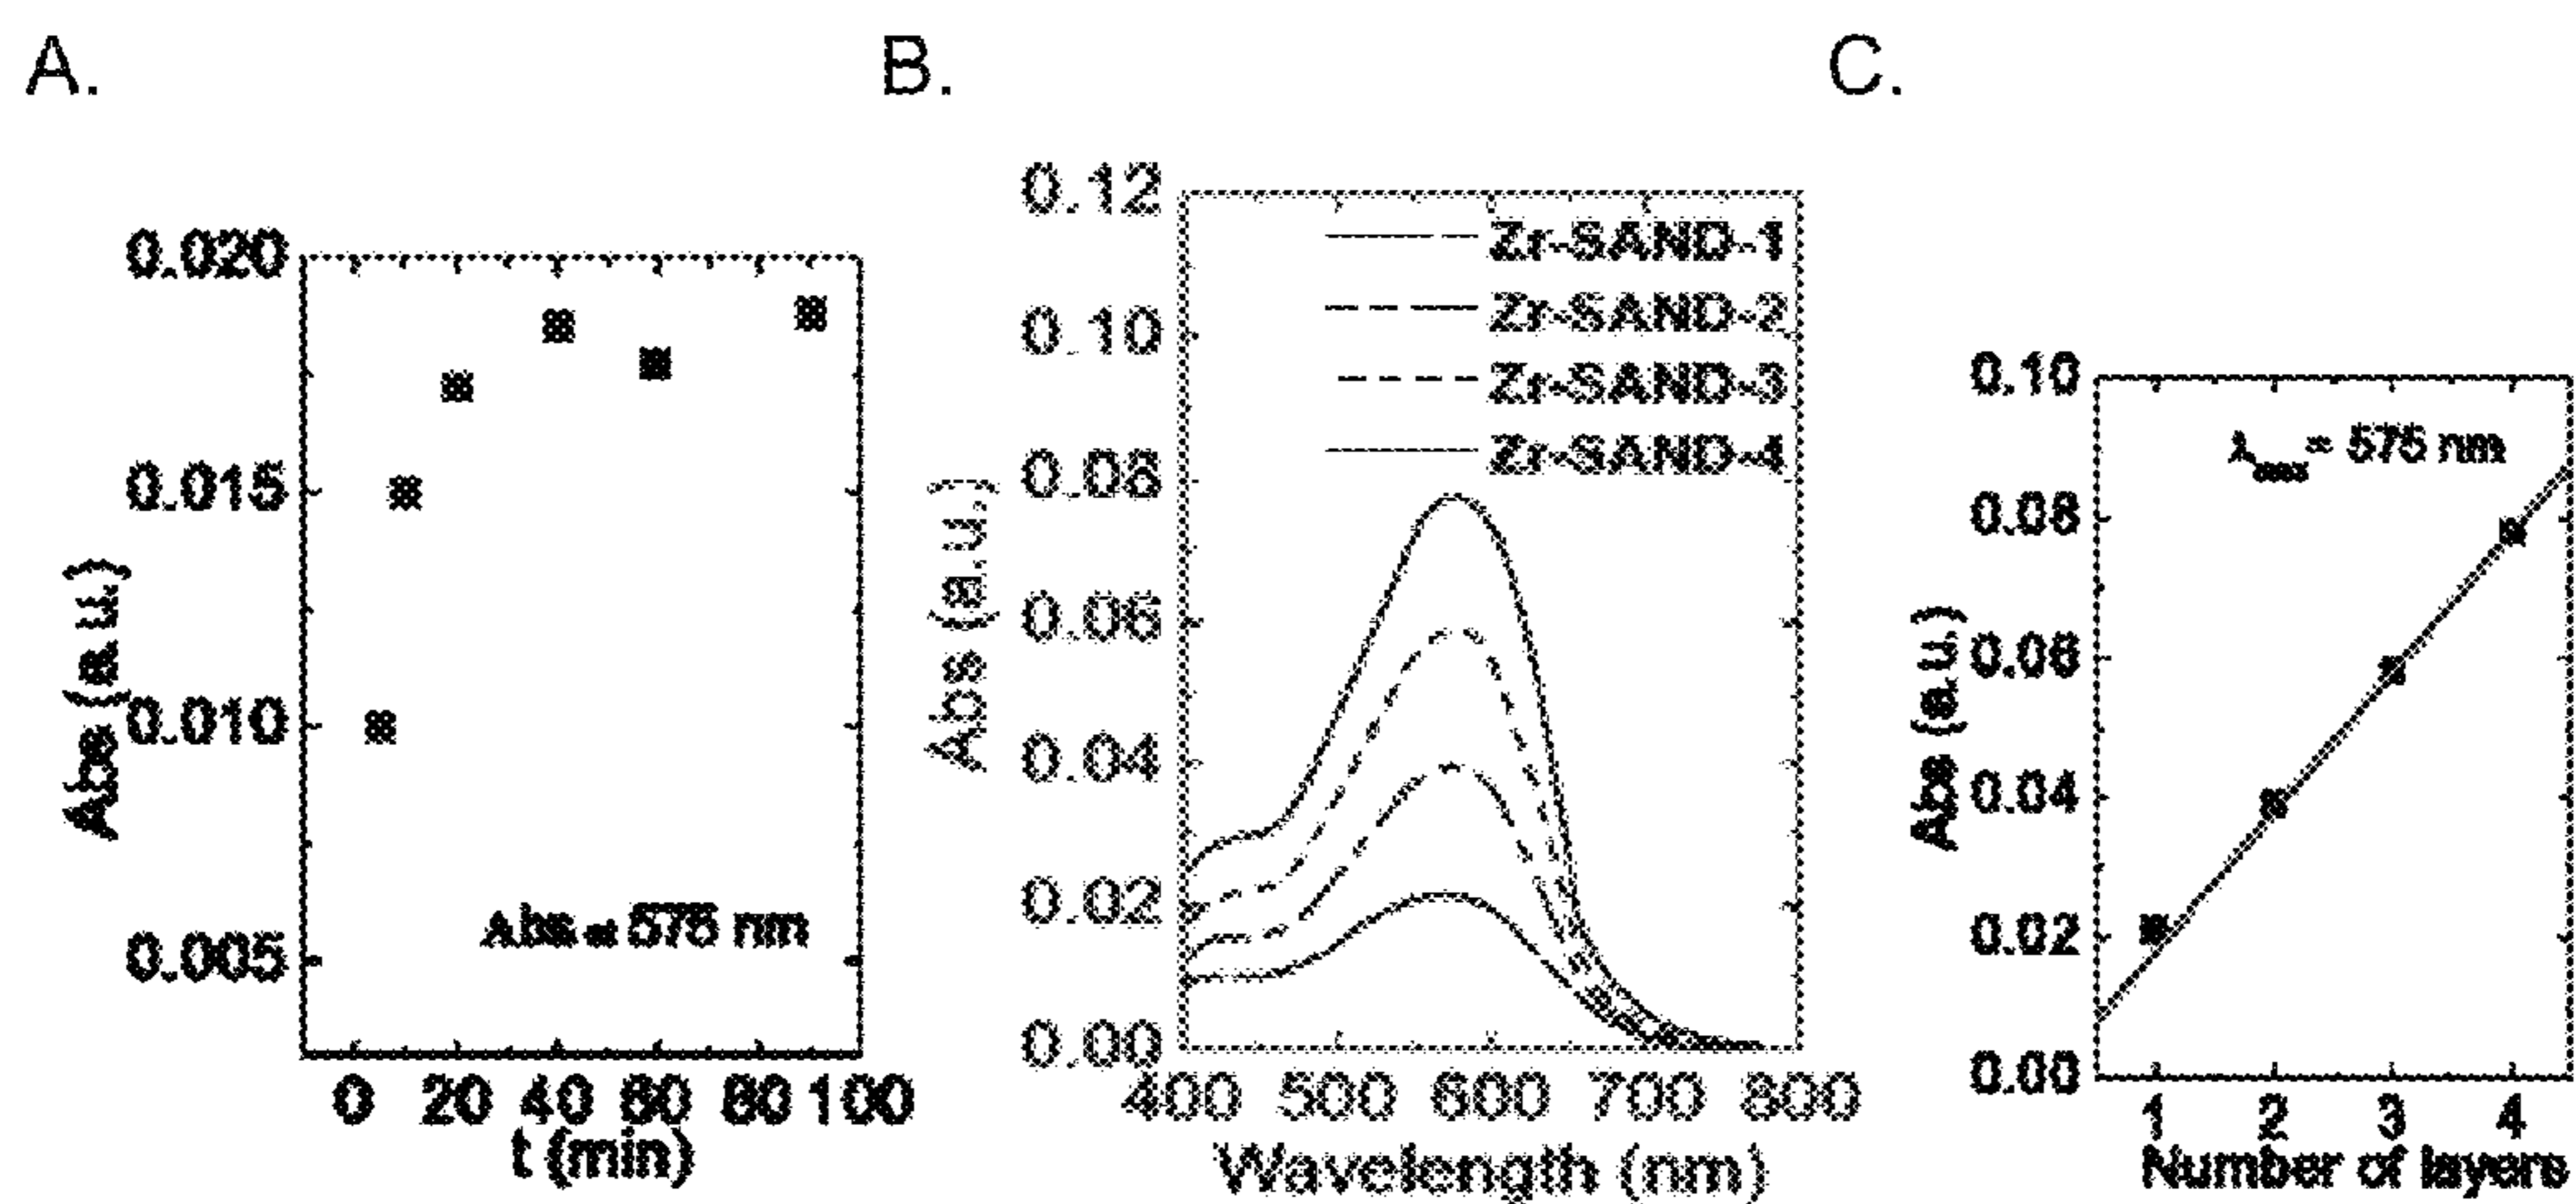 A.
0.020
0.015
0.010
0.005
Abs (a.u.)
Abs at 575 nm
0 20 40 60 80 100
t (min)
B.
0.12
0.10
0.08
0.06
0.04
0.02
0.00
Abs (a.u.)
Zr-SAND-1
Zr-SAND-2
Zr-SAND-3
Zr-SAND-4
400 500 600 700 800
Wavelength (nm)
C.
0.10
0.08
0.06
0.04
0.02
0.00
Abs (a.u.)
λmax = 575 nm
1 2 3 4
Number of layers